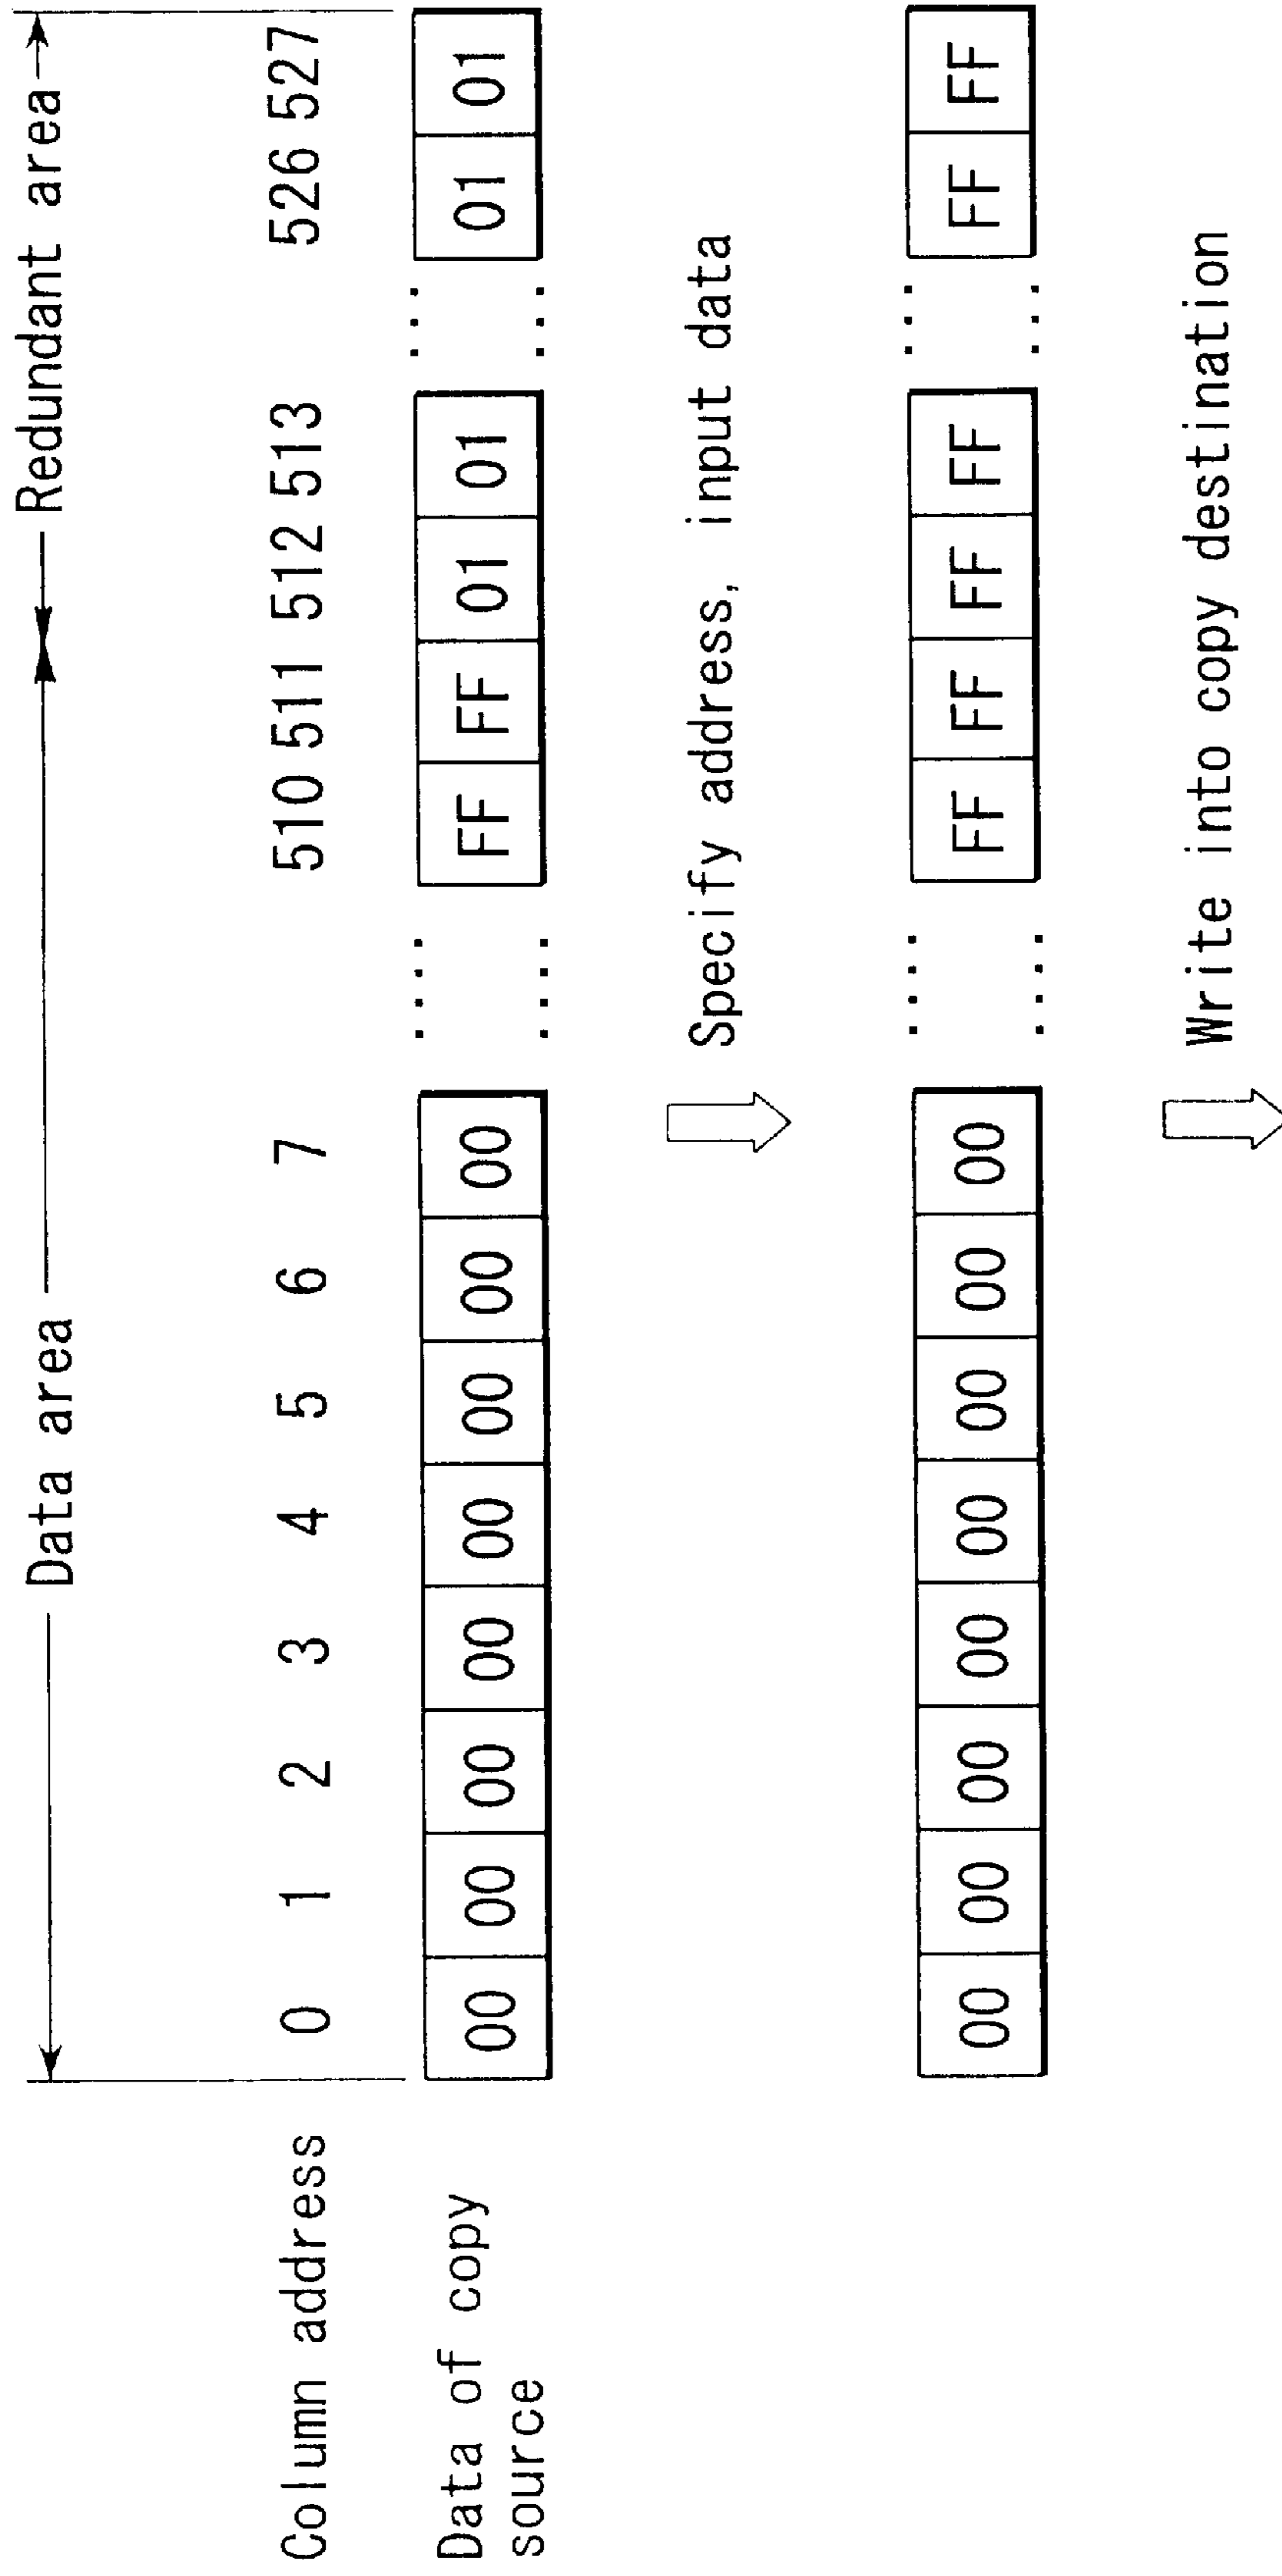 Data area Redundant area
Column address 0 1 2 3 4 5 6 7 510 511 512 513 526 527
Data of copy source 00 00 00 00 00 00 00 00 FF FF 01 01 01 01
Specify address, input data
00 00 00 00 00 00 00 00 FF FF FF FF FF FF
Write into copy destination